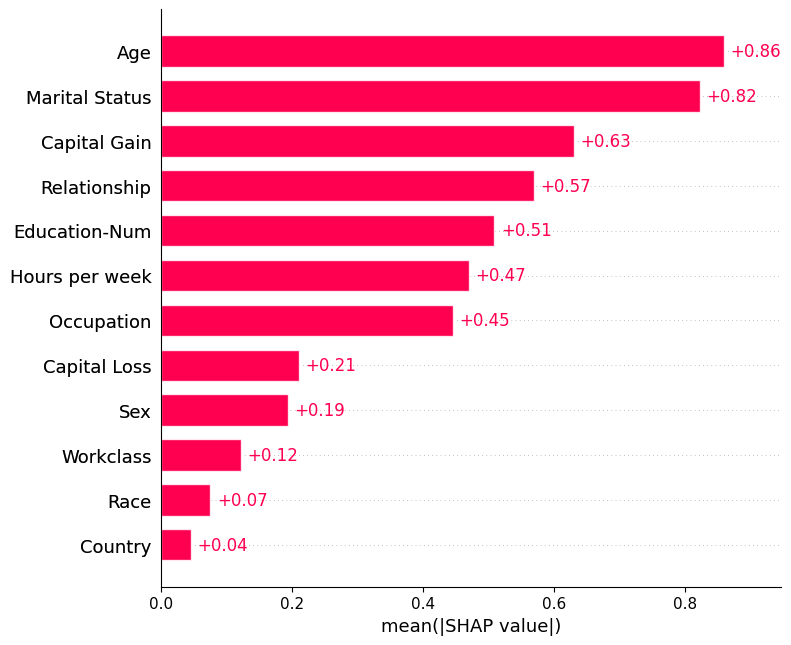 Age +0.86
Marital Status +0.82
Capital Gain +0.63
Relationship +0.57
Education-Num +0.51
Hours per week +0.47
Occupation +0.45
Capital Loss +0.21
Sex +0.19
Workclass +0.12
Race +0.07
Country +0.04
0.0 0.2 0.4 0.6 0.8
mean(|SHAP value|)